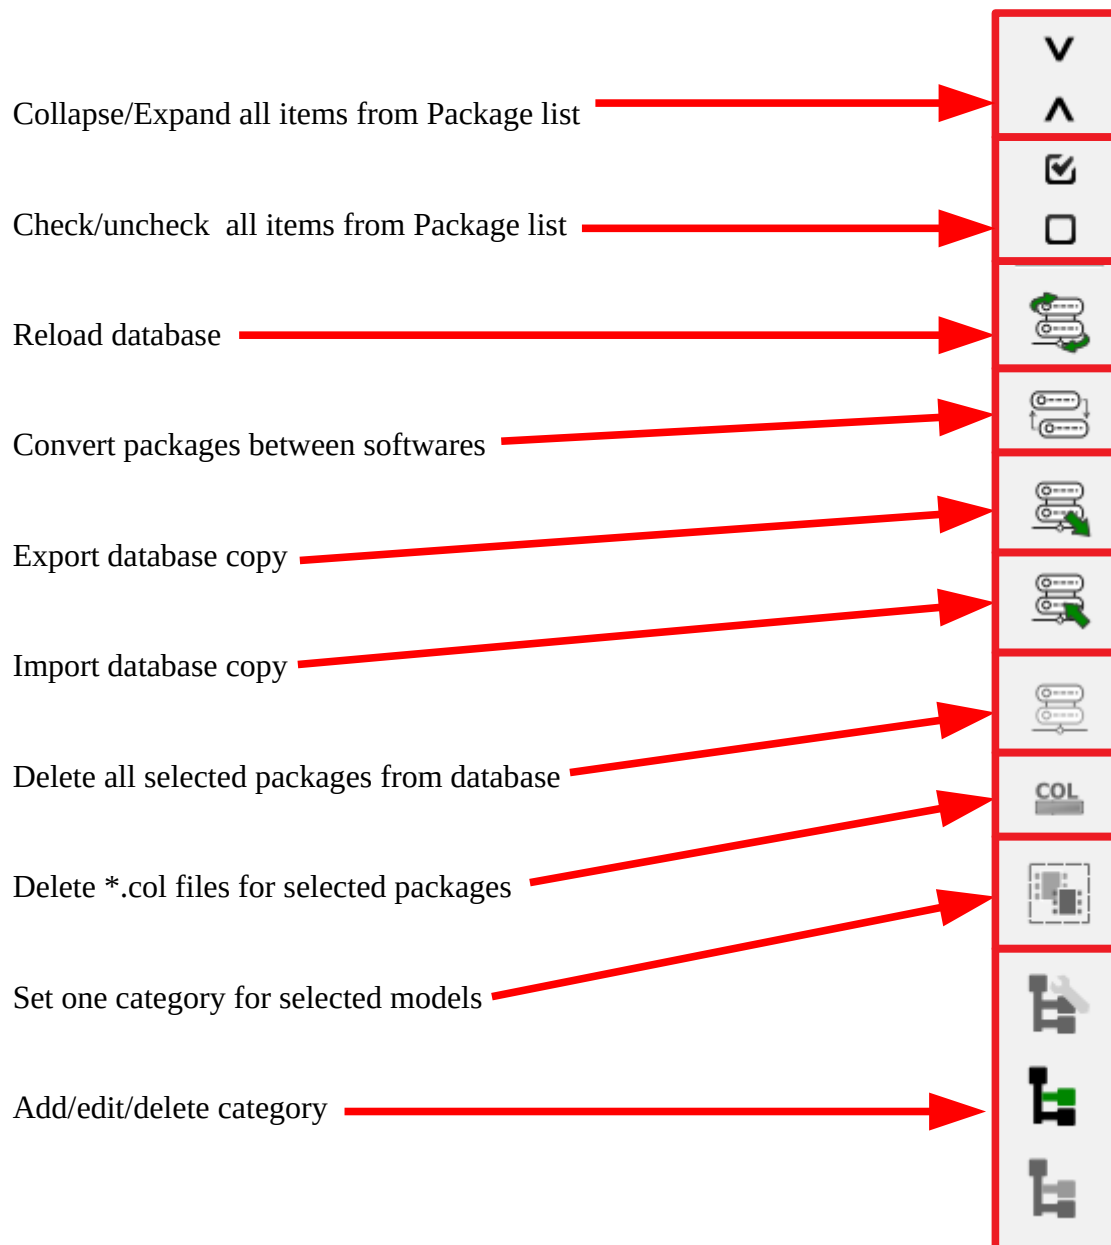 Collapse/Expand all items from Package list
Check/uncheck  all items from Package list
Reload database
Convert packages between softwares
Export database copy
Import database copy
Delete all selected packages from database
COL
Delete *.col files for selected packages
Set one category for selected models
Add/edit/delete category